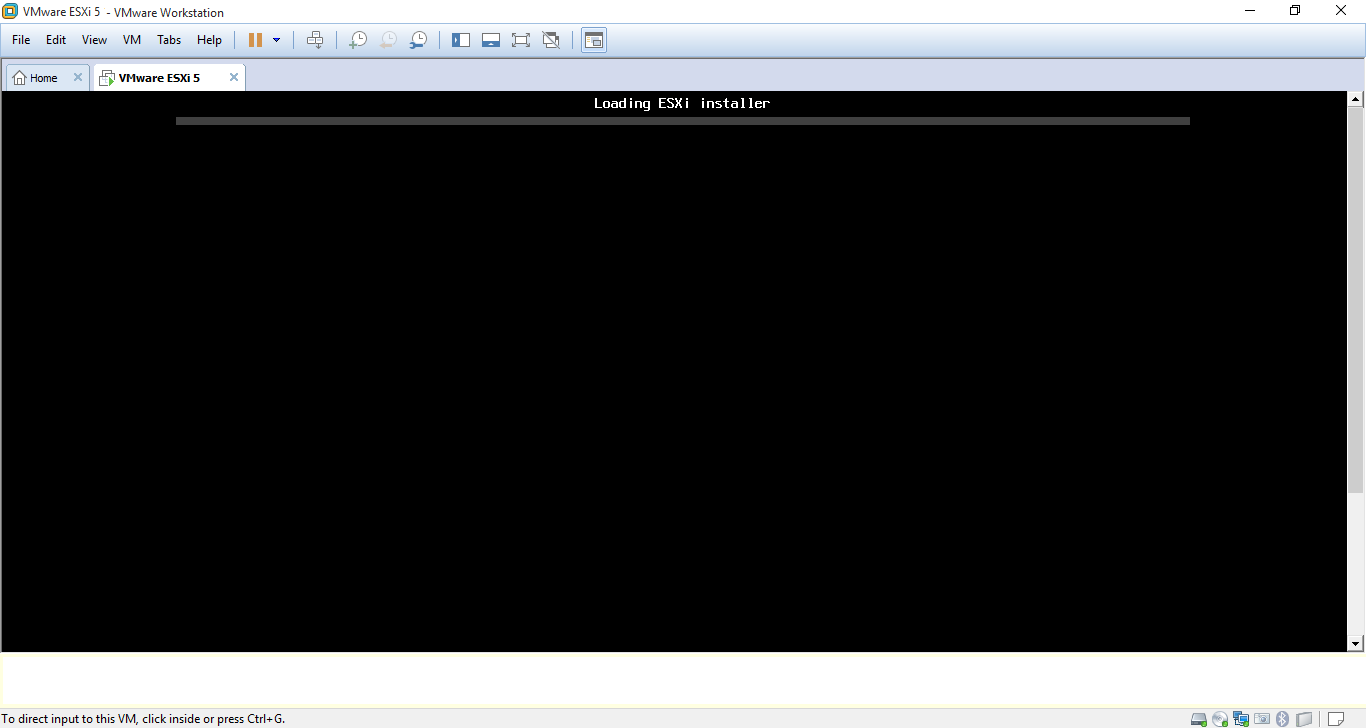 VMware ESXi 5 - VMware Workstation
File Edit View VM Tabs Help
Home VMware ESXi 5
Loading ESXi installer
To direct input to this VM, click inside or press Ctrl+G.